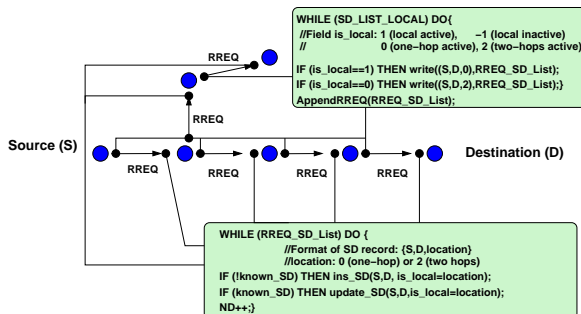 WHILE (SD_LIST_LOCAL) DO{
//Field is_local: 1 (local active), −1 (local inactive)
// 0 (one−hop active), 2 (two−hops active)
IF (is_local==1) THEN write((S,D,0),RREQ_SD_List);
IF (is_local==0) THEN write((S,D,2),RREQ_SD_List);}
AppendRREQ(RREQ_SD_List);
RREQ
RREQ
Source (S)
Destination (D)
RREQ RREQ RREQ RREQ
WHILE (RREQ_SD_List) DO {
//Format of SD record: {S,D,location}
//location: 0 (one−hop) or 2 (two hops)
IF (!known_SD) THEN ins_SD(S,D, is_local=location);
IF (known_SD) THEN update_SD(S,D,is_local=location);
ND++;}